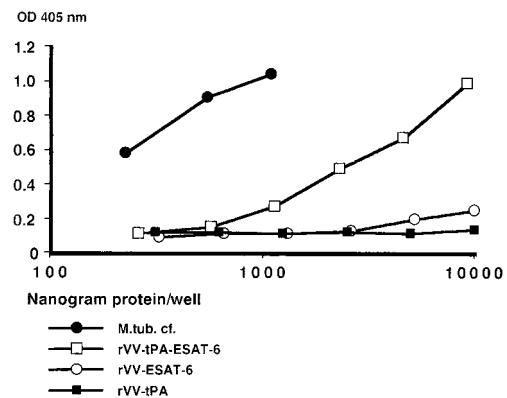 OD 405 nm
1.2
1.0
0.8
0.6
0.4
0.2
0
100 1000 10000
Nanogram protein/well
M.tub. cf.
rVV-tPA-ESAT-6
rVV-ESAT-6
rVV-tPA